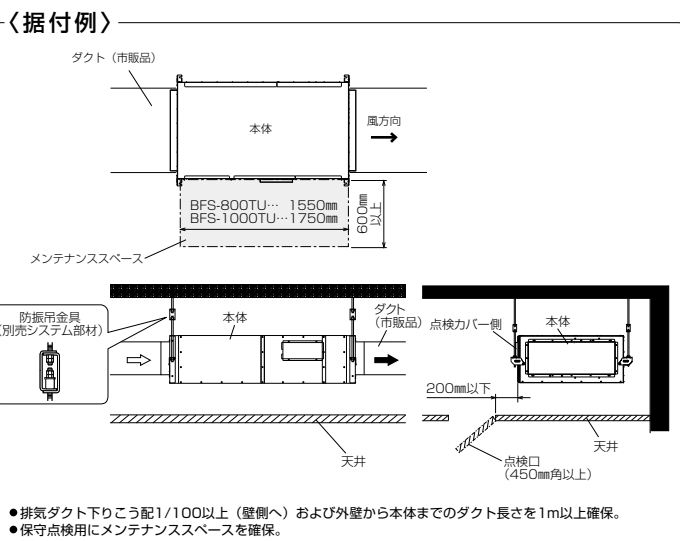 〈据付例〉
ダクト（市販品）
本体
風方向
BFS-800TU… 1550㎜
BFS-1000TU…1750㎜
600㎜
以上
メンテナンススペース
防振吊金具
（別売システム部材）
本体
ダクト
（市販品）
天井
点検カバー側
本体
200㎜以下
天井
点検口
（450㎜角以上）
●排気ダクト下りこう配1/100以上（壁側へ）および外壁から本体までのダクト長さを1m以上確保。
●保守点検用にメンテナンススペースを確保。